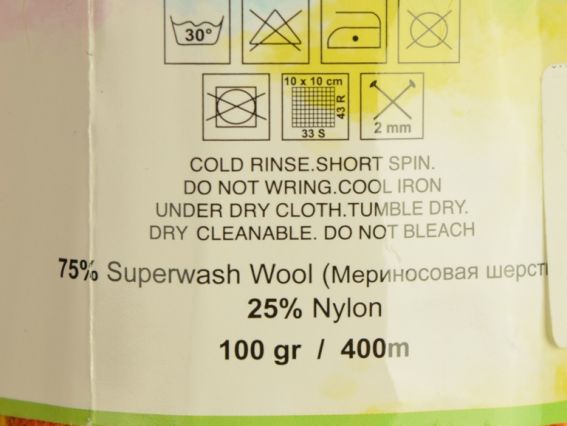 30°
10 x 10 cm
43 R
33 S
2 mm
COLD RINSE.SHORT SPIN.
DO NOT WRING.COOL IRON
UNDER DRY CLOTH.TUMBLE DRY.
DRY CLEANABLE. DO NOT BLEACH
75% Superwash Wool (Мериносовая шерсть
25% Nylon
100 gr / 400m